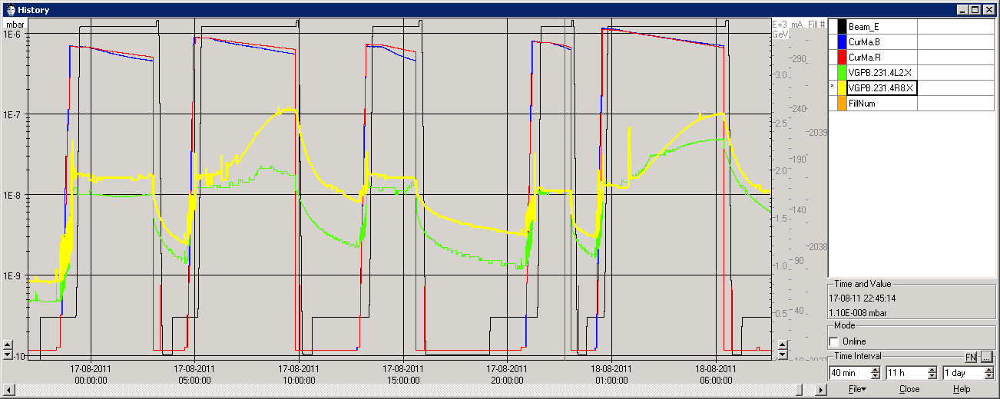 History
mbar
1E-6
1E-7
1E-8
1E-9
-10
17-08-2011 17-08-2011 17-08-2011 17-08-2011 17-08-2011 18-08-2011 18-08-2011
00:00:00 05:00:00 10:00:00 15:00:00 20:00:00 01:00:00 06:00:00
E+3 mA Fill #
GeV
290
3.0
240
2.5
2039
190
2.0
140
1.5
2038
90
1.0
40
0.5
Beam_E
CurMa.B
CurMa.R
VGPB.231.4L2.X
* VGPB.231.4R8.X
FillNum
Time and Value
17-08-11 22:45:14
1.10E-008 mbar
Mode
Online
Time Interval FN ...
40 min 11 h 1 day
File Close Help